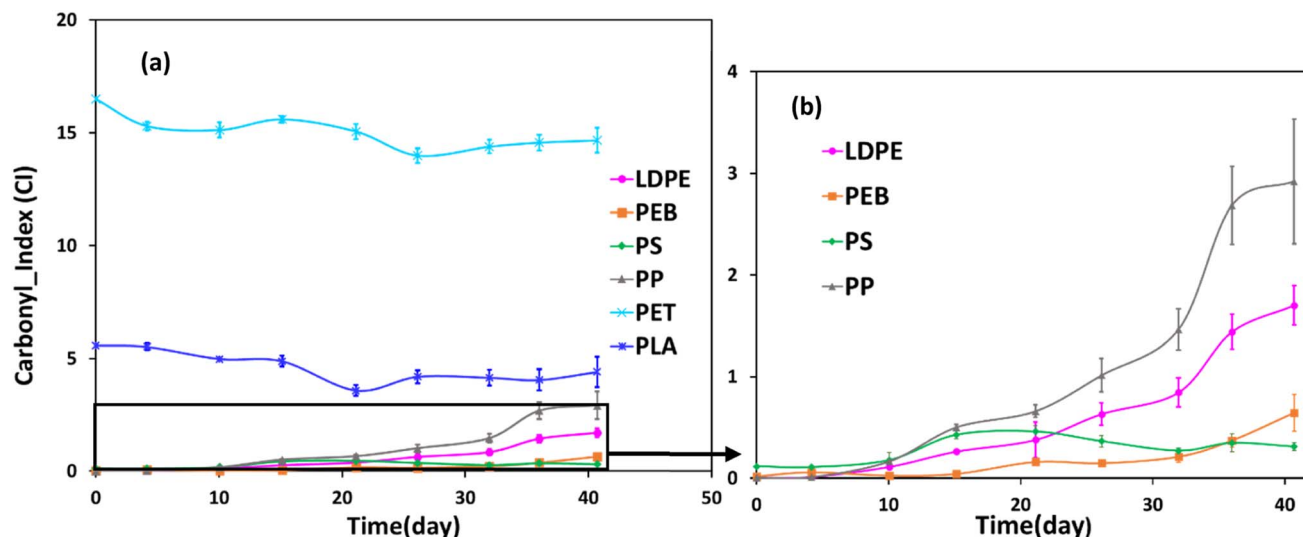 (a)
Carbonyl_Index (CI)
20
15
10
5
0
0 10 20 30 40 50
Time(day)
LDPE
PEB
PS
PP
PET
PLA
(b)
4
3
2
1
0
0 10 20 30 40
Time(day)
LDPE
PEB
PS
PP